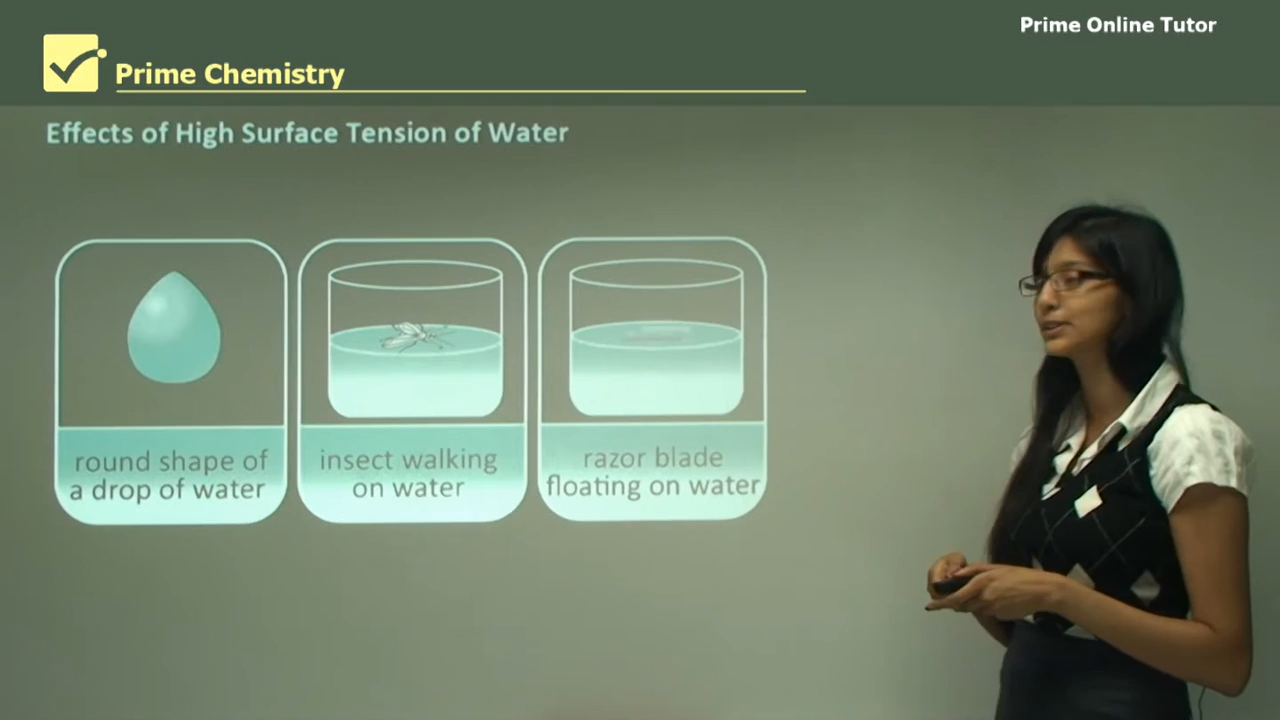 Prime Online Tutor
Prime Chemistry
Effects of High Surface Tension of Water
round shape of
a drop of water
insect walking
on water
razor blade
floating on water